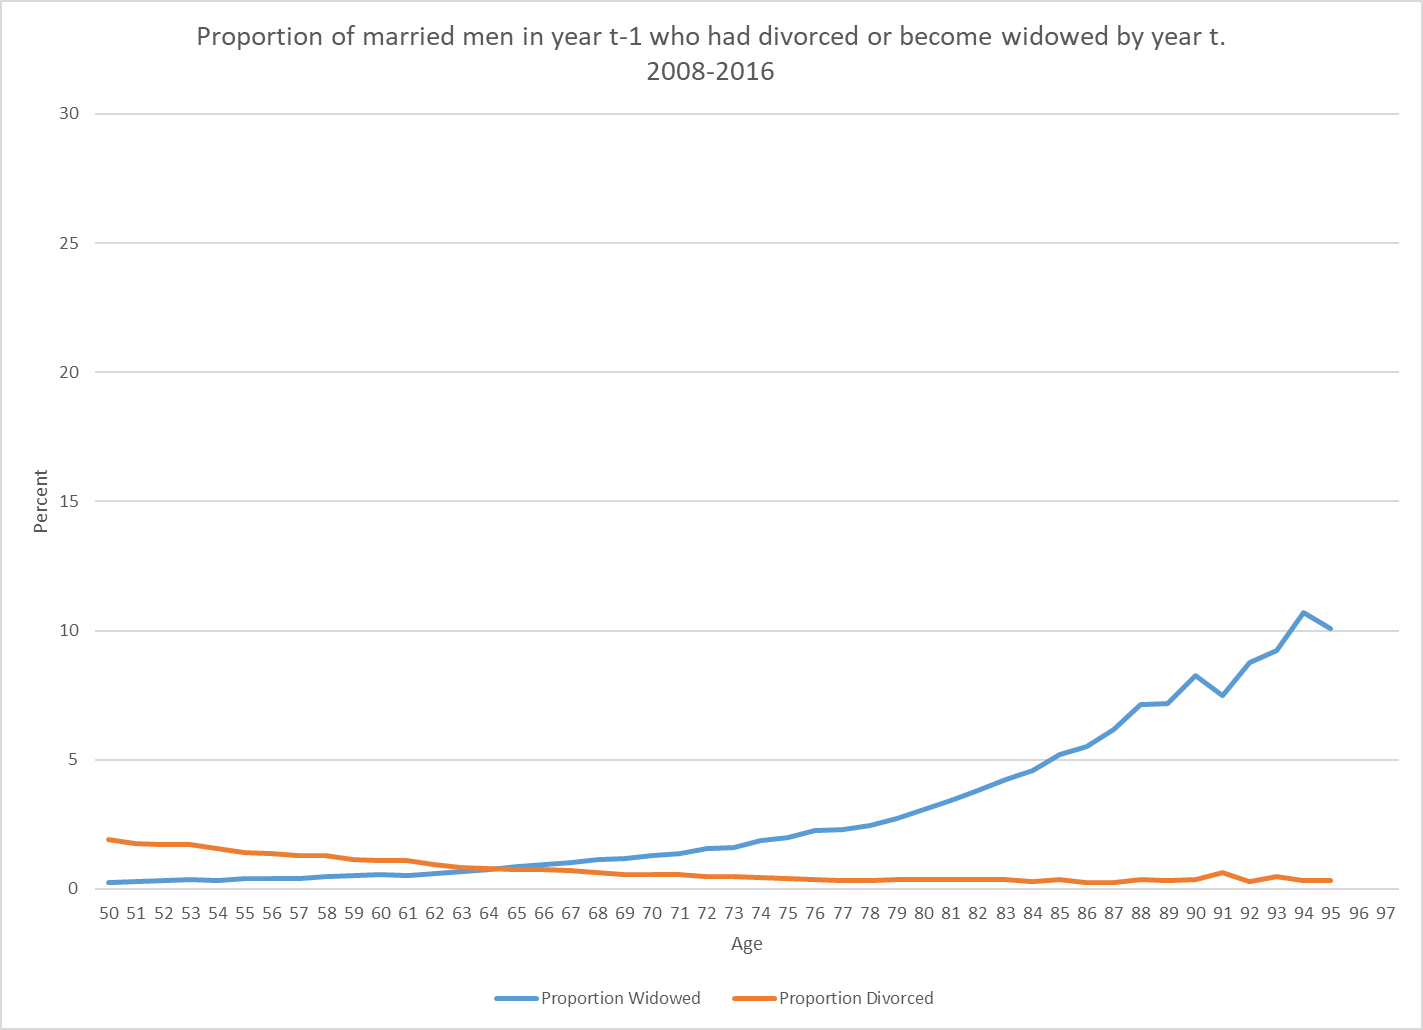 Proportion of married men in year t-1 who had divorced or become widowed by year t.
2008-2016
30
25
20
15
10
5
0
Percent
50 51 52 53 54 55 56 57 58 59 60 61 62 63 64 65 66 67 68 69 70 71 72 73 74 75 76 77 78 79 80 81 82 83 84 85 86 87 88 89 90 91 92 93 94 95 96 97
Age
Proportion Widowed Proportion Divorced